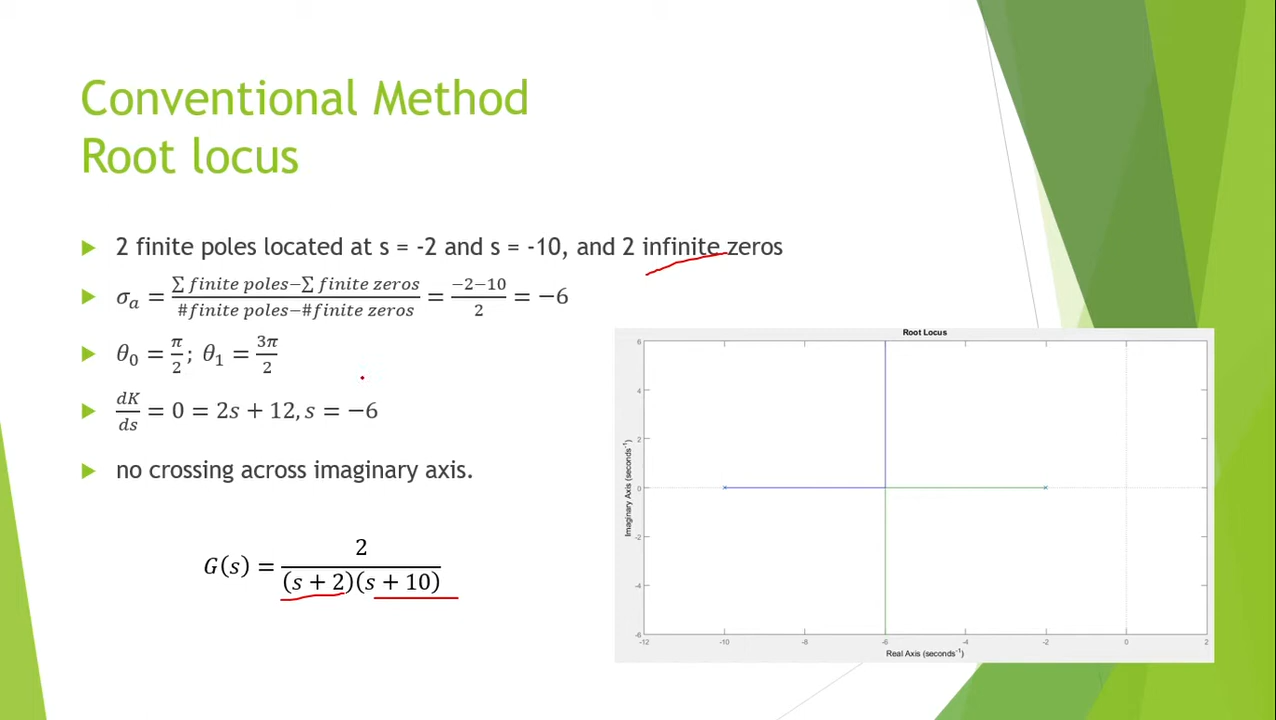 Conventional Method
Root locus
▶ 2 finite poles located at s = -2 and s = -10, and 2 infinite zeros
▶ σₐ = (∑ finite poles−∑ finite zeros)/(#finite poles−#finite zeros) = (−2−10)/2 = −6
▶ θ₀ = π/2; θ₁ = 3π/2
▶ dK/ds = 0 = 2s + 12, s = −6
▶ no crossing across imaginary axis.
G(s) = 2/((s + 2)(s + 10))
Root Locus
Imaginary Axis (seconds⁻¹)
6
4
2
0
-2
-4
-6
-12 -10 -8 -6 -4 -2 0 2
Real Axis (seconds⁻¹)